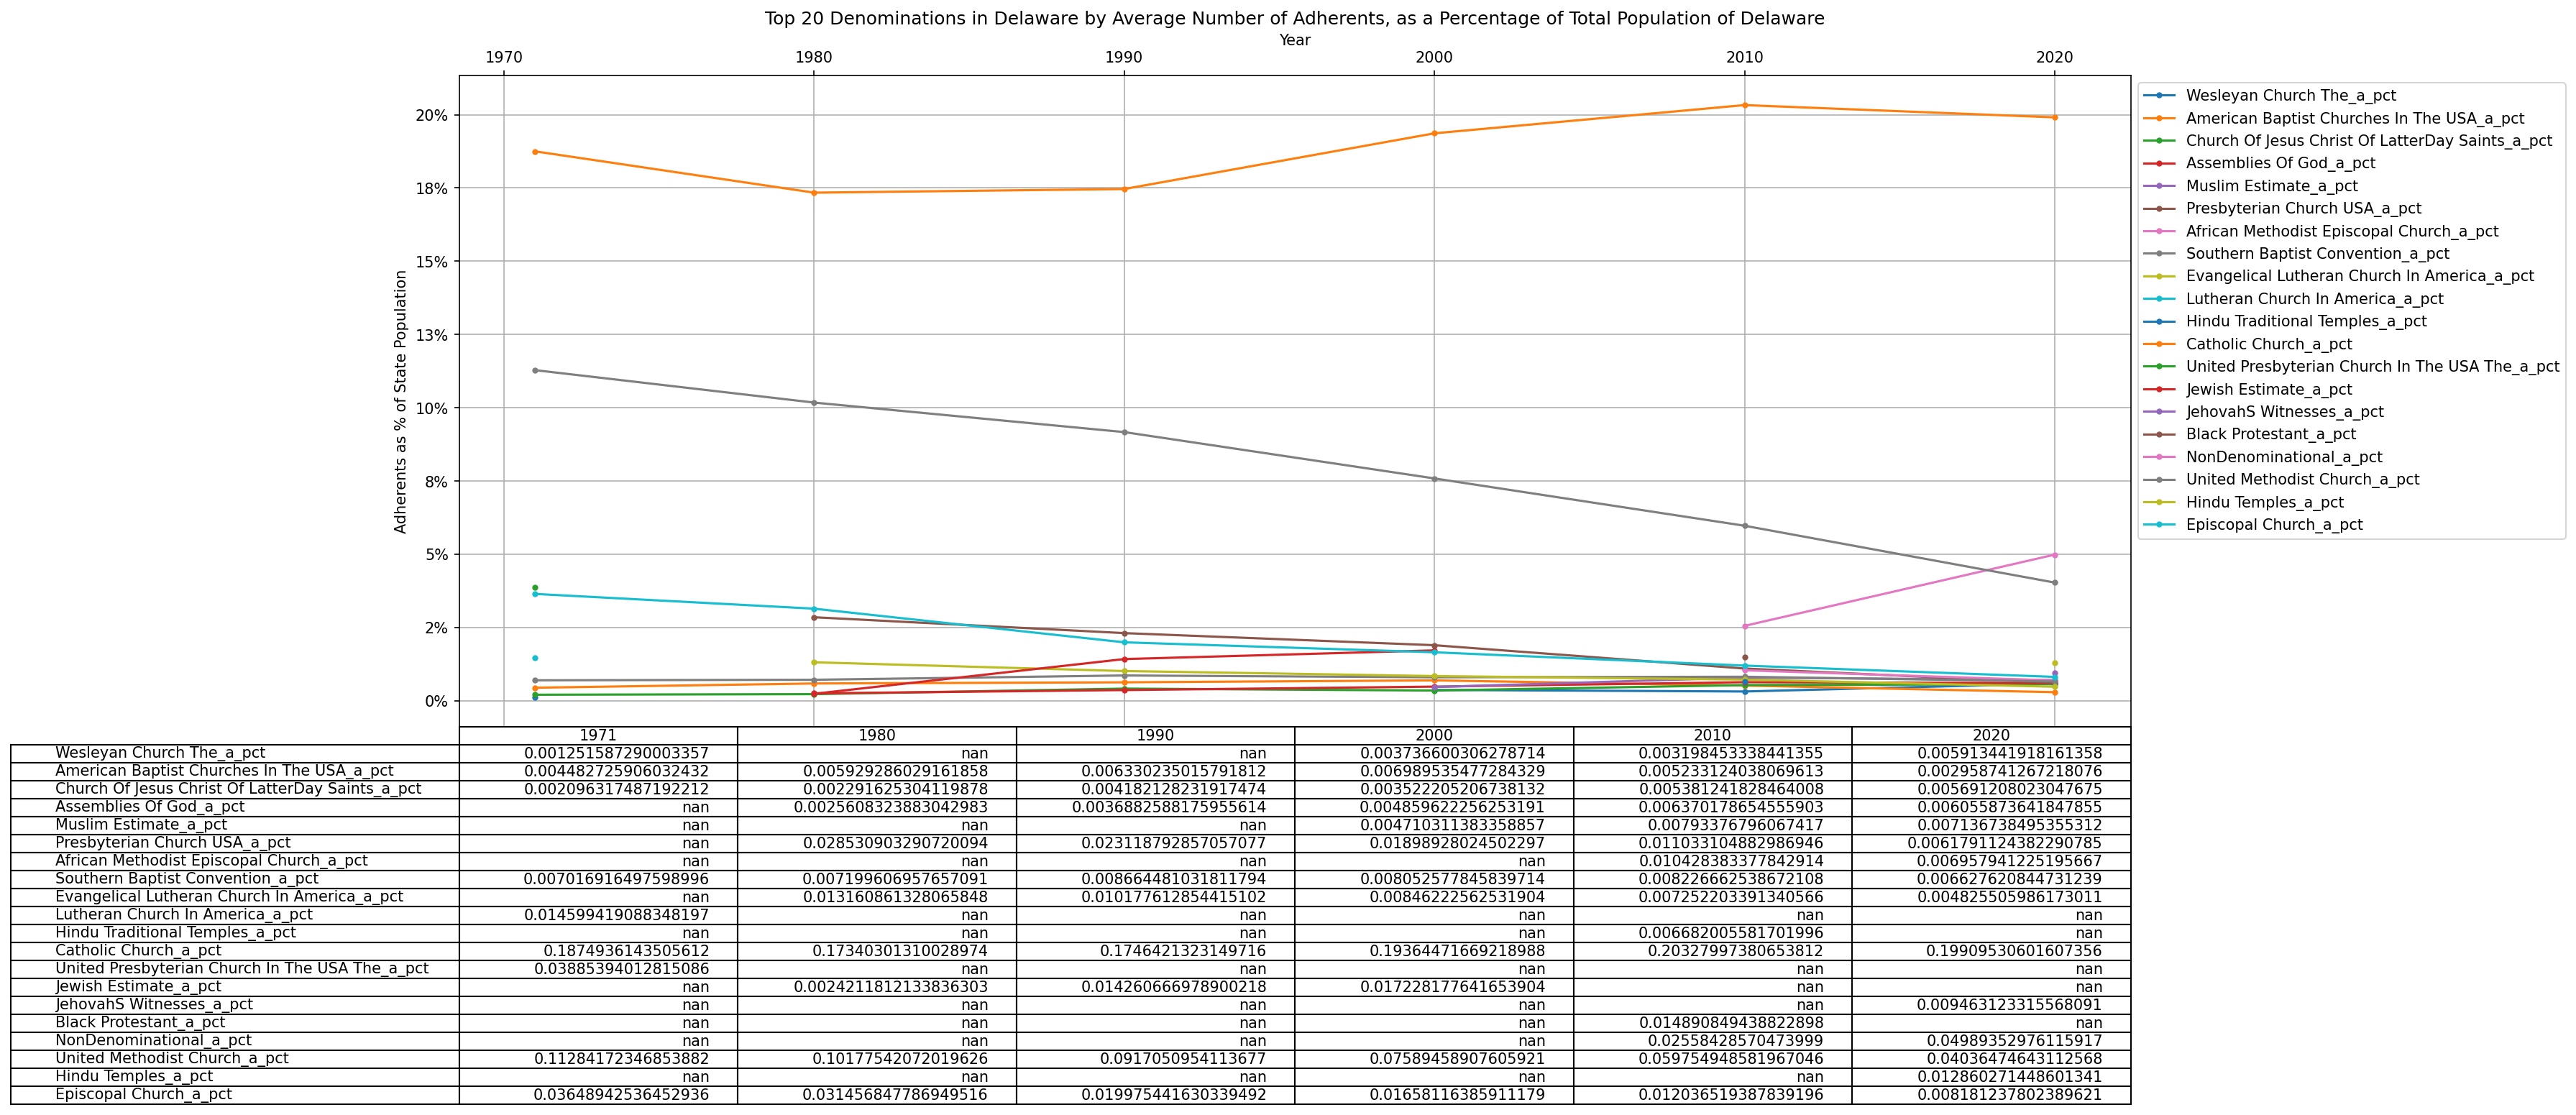 Top 20 Denominations in Delaware by Average Number of Adherents, as a Percentage of Total Population of Delaware
Year
1970 1980 1990 2000 2010 2020
20%
18%
15%
13%
10%
8%
5%
2%
0%
Adherents as % of State Population
Wesleyan Church The_a_pct
American Baptist Churches In The USA_a_pct
Church Of Jesus Christ Of LatterDay Saints_a_pct
Assemblies Of God_a_pct
Muslim Estimate_a_pct
Presbyterian Church USA_a_pct
African Methodist Episcopal Church_a_pct
Southern Baptist Convention_a_pct
Evangelical Lutheran Church In America_a_pct
Lutheran Church In America_a_pct
Hindu Traditional Temples_a_pct
Catholic Church_a_pct
United Presbyterian Church In The USA The_a_pct
Jewish Estimate_a_pct
JehovahS Witnesses_a_pct
Black Protestant_a_pct
NonDenominational_a_pct
United Methodist Church_a_pct
Hindu Temples_a_pct
Episcopal Church_a_pct
1971 1980 1990 2000 2010 2020
Wesleyan Church The_a_pct 0.001251587290003357 nan nan 0.003736600306278714 0.003198453338441355 0.005913441918161358
American Baptist Churches In The USA_a_pct 0.004482725906032432 0.005929286029161858 0.006330235015791812 0.006989535477284329 0.005233124038069613 0.002958741267218076
Church Of Jesus Christ Of LatterDay Saints_a_pct 0.002096317487192212 0.002291625304119878 0.004182128231917474 0.003522205206738132 0.005381241828464008 0.005691208023047675
Assemblies Of God_a_pct nan 0.0025608323883042983 0.0036882588175955614 0.004859622256253191 0.006370178654555903 0.006055873641847855
Muslim Estimate_a_pct nan nan nan 0.004710311383358857 0.00793376796067417 0.007136738495355312
Presbyterian Church USA_a_pct nan 0.028530903290720094 0.023118792857057077 0.01898928024502297 0.011033104882986946 0.0061791124382290785
African Methodist Episcopal Church_a_pct nan nan nan nan 0.010428383377842914 0.006957941225195667
Southern Baptist Convention_a_pct 0.007016916497598996 0.007199606957657091 0.008664481031811794 0.008052577845839714 0.008226662538672108 0.006627620844731239
Evangelical Lutheran Church In America_a_pct nan 0.013160861328065848 0.010177612854415102 0.00846222562531904 0.007252203391340566 0.004825505986173011
Lutheran Church In America_a_pct 0.014599419088348197 nan nan nan nan nan
Hindu Traditional Temples_a_pct nan nan nan nan 0.006682005581701996 nan
Catholic Church_a_pct 0.1874936143505612 0.17340301310028974 0.1746421323149716 0.19364471669218988 0.20327997380653812 0.19909530601607356
United Presbyterian Church In The USA The_a_pct 0.03885394012815086 nan nan nan nan nan
Jewish Estimate_a_pct nan 0.0024211812133836303 0.014260666978900218 0.017228177641653904 nan nan
JehovahS Witnesses_a_pct nan nan nan nan nan 0.009463123315568091
Black Protestant_a_pct nan nan nan nan 0.014890849438822898 nan
NonDenominational_a_pct nan nan nan nan 0.02558428570473999 0.04989352976115917
United Methodist Church_a_pct 0.11284172346853882 0.10177542072019626 0.0917050954113677 0.07589458907605921 0.059754948581967046 0.04036474643112568
Hindu Temples_a_pct nan nan nan nan nan 0.012860271448601341
Episcopal Church_a_pct 0.03648942536452936 0.031456847786949516 0.019975441630339492 0.01658116385911179 0.012036519387839196 0.008181237802389621